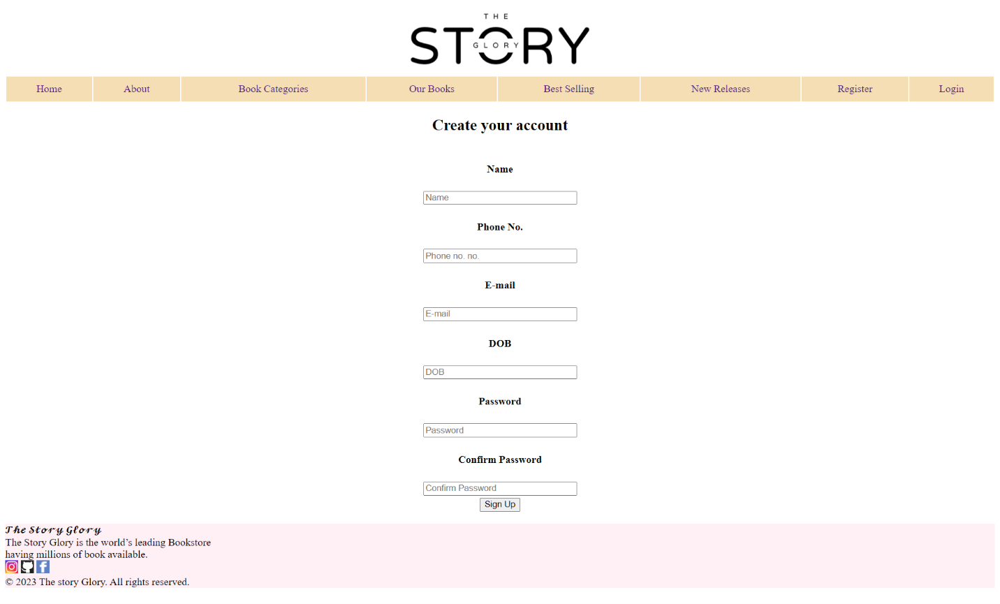 THE
STORY
GLORY
Home About Book Categories Our Books Best Selling New Releases Register Login
Create your account
Name
Name
Phone No.
Phone no. no.
E-mail
E-mail
DOB
DOB
Password
Password
Confirm Password
Confirm Password
Sign Up
The Story Glory
The Story Glory is the world’s leading Bookstore
having millions of book available.
© 2023 The story Glory. All rights reserved.